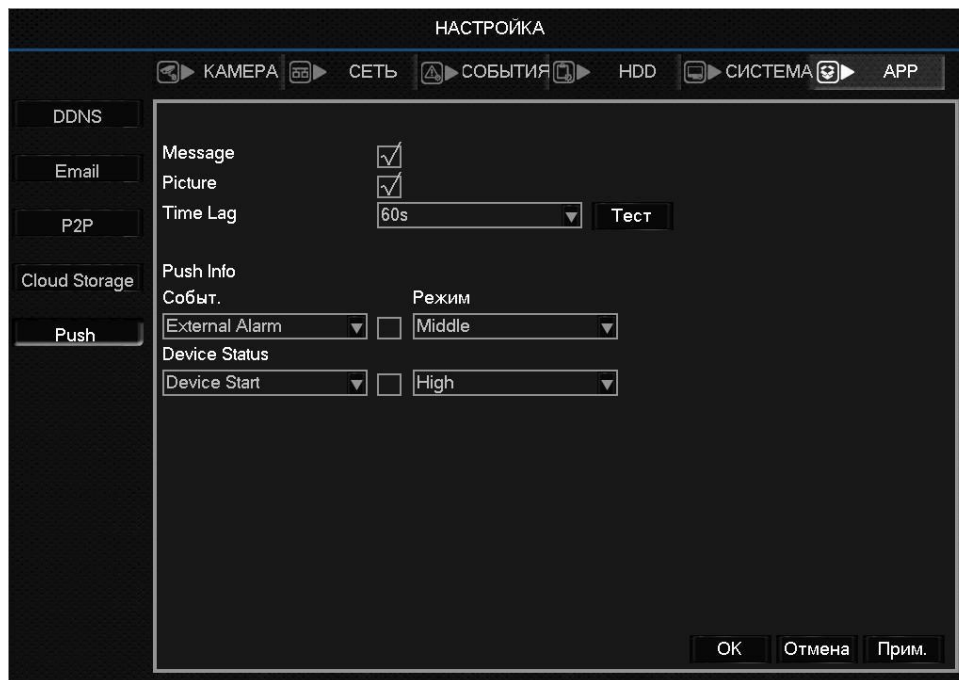 НАСТРОЙКА
КАМЕРА СЕТЬ СОБЫТИЯ HDD СИСТЕМА APP
DDNS
Email
P2P
Cloud Storage
Push
Message
Picture
Time Lag 60s Тест
Push Info
Событ. Режим
External Alarm Middle
Device Status
Device Start High
OK Отмена Прим.